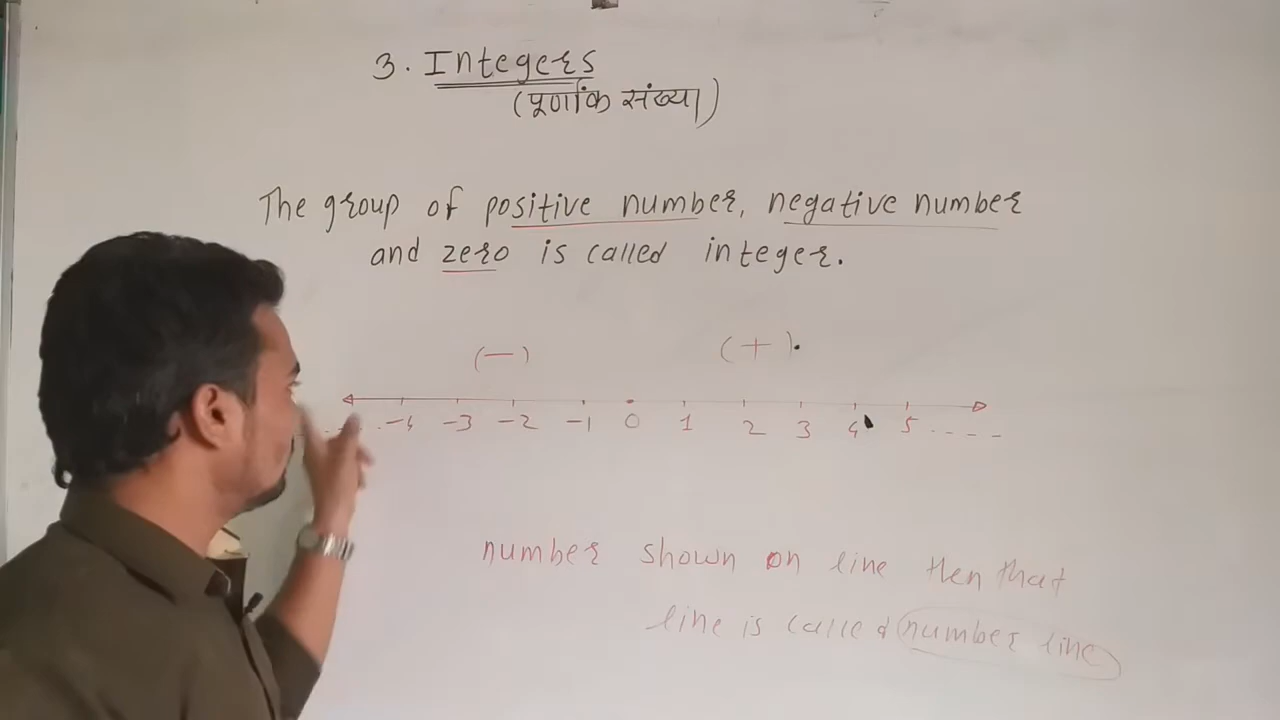 3. Integers
(पूर्णांक संख्या)
The group of positive number, negative number
and zero is called integer.
(−) (+).
-4 -3 -2 -1 0 1 2 3 4 5 ....
number shown on line then that
line is called number line